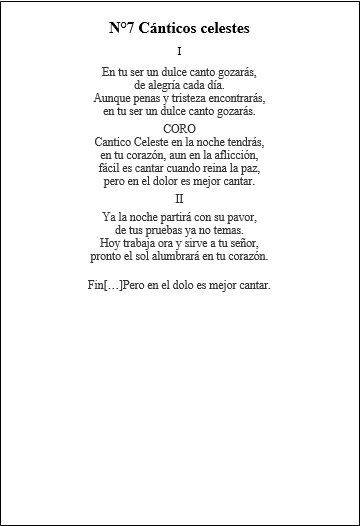 N°7 Cánticos celestes
I
En tu ser un dulce canto gozarás,
de alegría cada día.
Aunque penas y tristeza encontrarás,
en tu ser un dulce canto gozarás.
CORO
Cantico Celeste en la noche tendrás,
en tu corazón, aun en la aflicción,
fácil es cantar cuando reina la paz,
pero en el dolor es mejor cantar.
II
Ya la noche partirá con su pavor,
de tus pruebas ya no temas.
Hoy trabaja ora y sirve a tu señor,
pronto el sol alumbrará en tu corazón.
Fin[…]Pero en el dolo es mejor cantar.